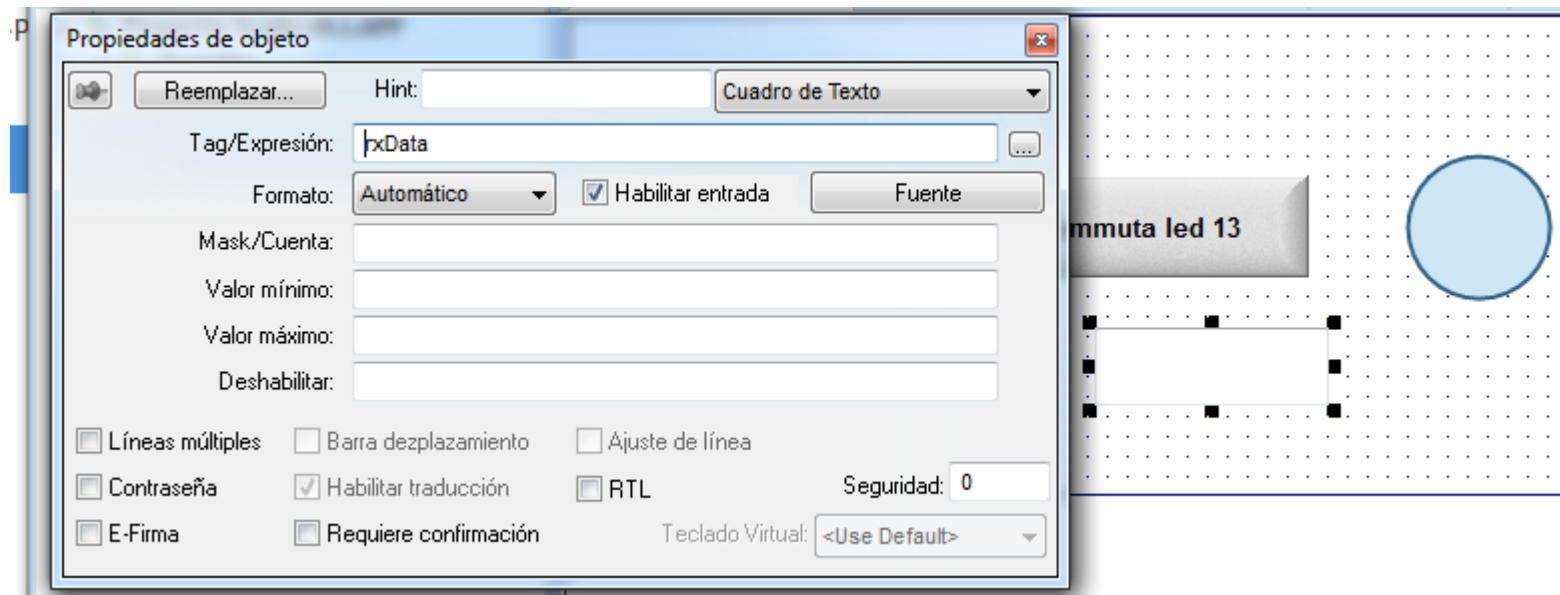 P
Propiedades de objeto
Reemplazar... Hint: Cuadro de Texto
Tag/Expresión: rxData ...
Formato: Automático Habilitar entrada Fuente
Mask/Cuenta:
mmuta led 13
Valor mínimo:
Valor máximo:
Deshabilitar:
Líneas múltiples Barra dezplazamiento Ajuste de línea
Contraseña Habilitar traducción RTL Seguridad: 0
E-Firma Requiere confirmación Teclado Virtual: <Use Default>